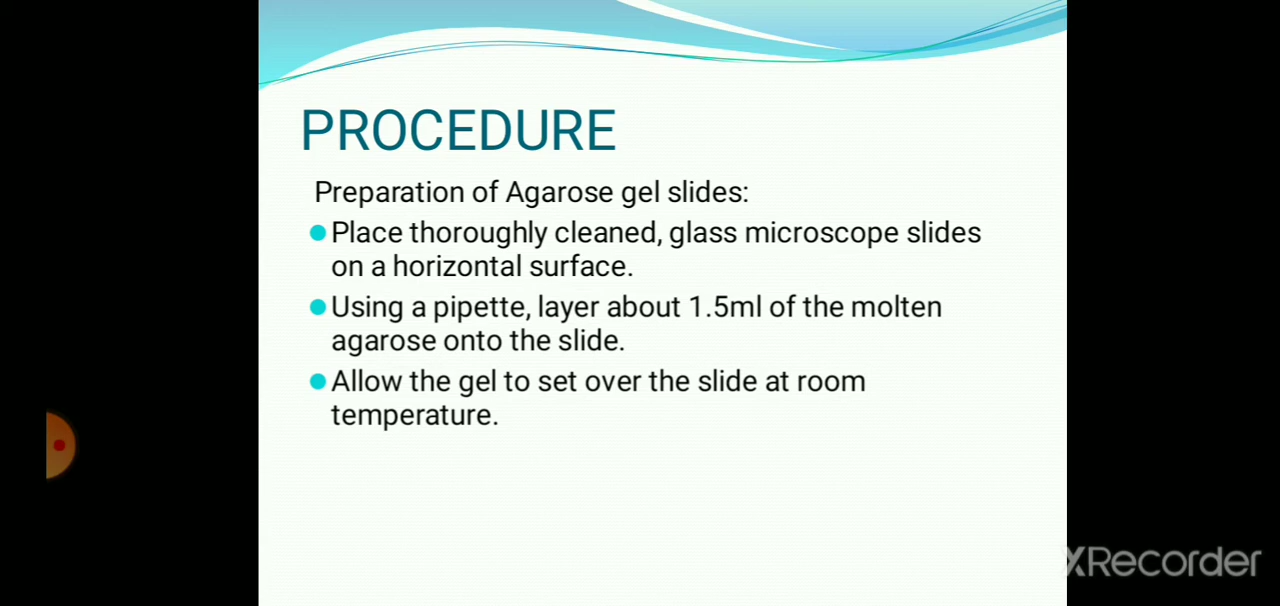 PROCEDURE
Preparation of Agarose gel slides:
Place thoroughly cleaned, glass microscope slides
on a horizontal surface.
Using a pipette, layer about 1.5ml of the molten
agarose onto the slide.
Allow the gel to set over the slide at room
temperature.
XRecorder